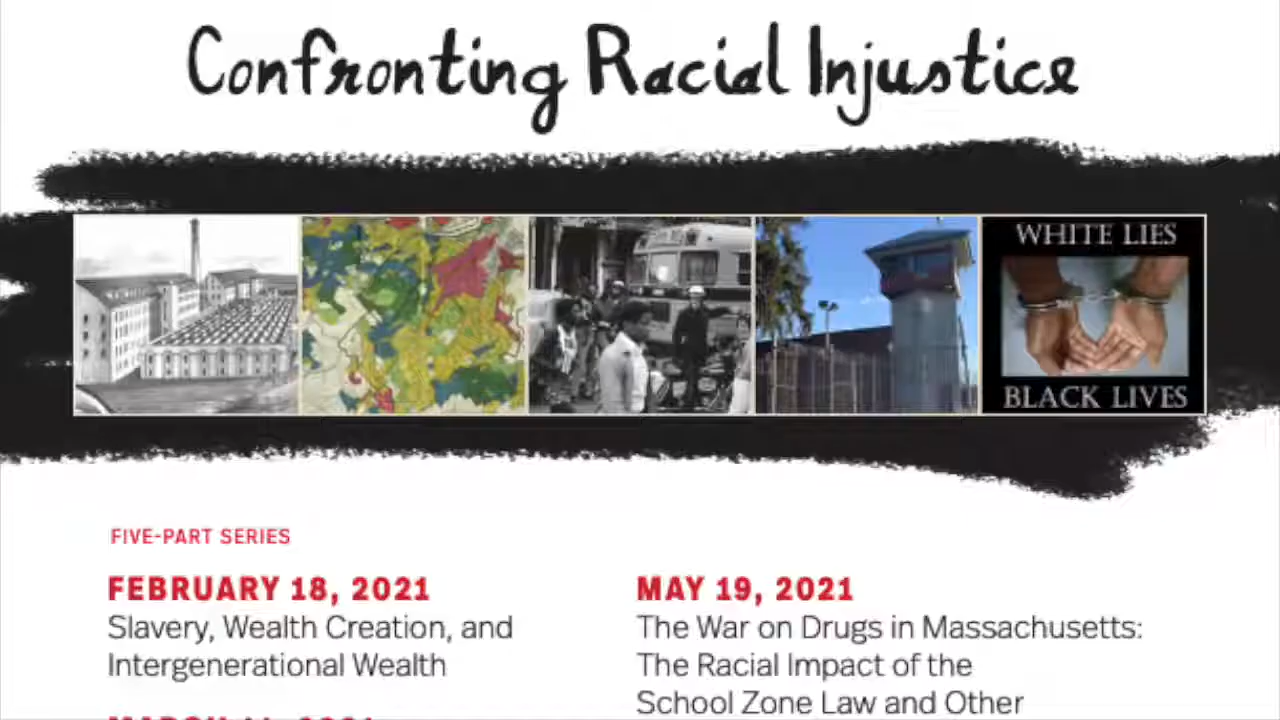 Confronting Racial Injustice
WHITE LIES
BLACK LIVES
FIVE-PART SERIES
FEBRUARY 18, 2021
Slavery, Wealth Creation, and
Intergenerational Wealth
MAY 19, 2021
The War on Drugs in Massachusetts:
The Racial Impact of the
School Zone Law and Other